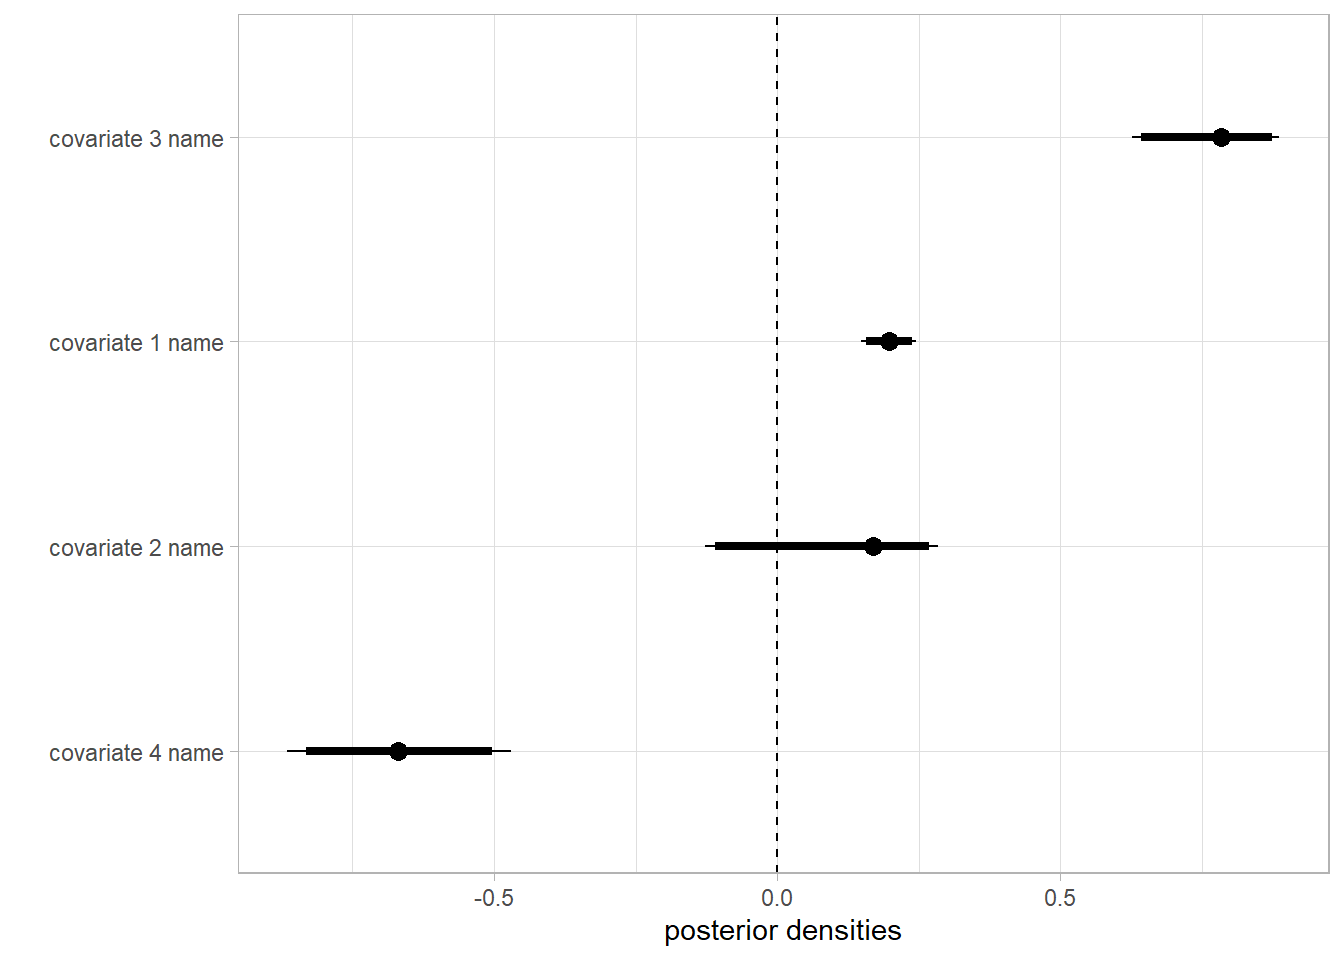 covariate 3 name
covariate 1 name
covariate 2 name
covariate 4 name
-0.5 0.0 0.5
posterior densities